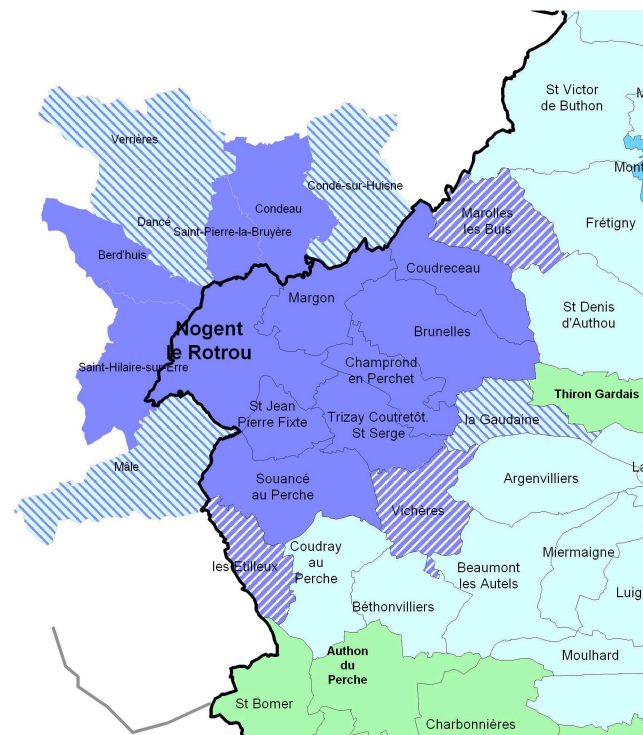 St Victor
de Buthon
M
Verrières
Mont
Condé-sur-Huisne
Condeau
Marolles
les Buis
Frétigny
Dancé
Saint-Pierre-la-Bruyère
Berd'huis
Coudreceau
Margon
St Denis
d'Authou
Nogent
le Rotrou
Brunelles
Champrond
en Perchet
Saint-Hilaire-sur-Erre
Thiron Gardais
St Jean
Pierre Fixte
Trizay Coutretôt.
St Serge
la Gaudaine
Mâle
Souancé
au Perche
Argenvilliers
La
Vichères
Coudray
au
Perche
les Etilleux
Miermaigne
Beaumont
les Autels
Luig
Béthonvilliers
Authon
du
Perche
Moulhard
St Bomer
Charbonnières